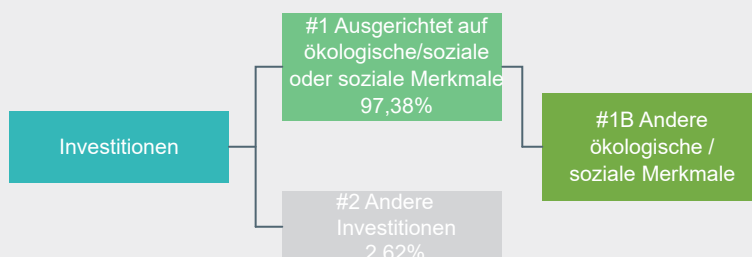 Investitionen
#1 Ausgerichtet auf
ökologische/soziale
oder soziale Merkmale
97,38%
#2 Andere
Investitionen
2,62%
#1B Andere
ökologische /
soziale Merkmale